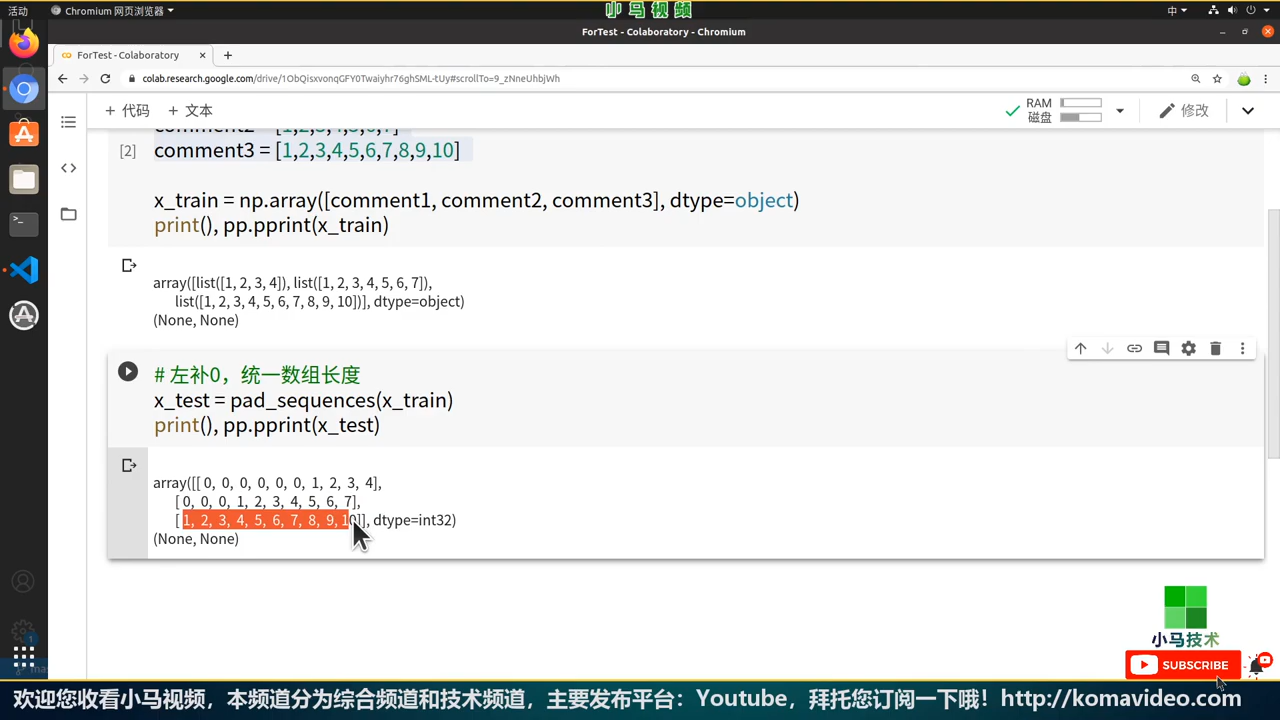 活动
Chromium 网页浏览器
小马视频
中
ForTest - Colaboratory - Chromium
ForTest - Colaboratory
colab.research.google.com/drive/1ObQisxvonqGFY0Twaiyhr76ghSML-tUy#scrollTo=9_zNneUhbjWh
+ 代码 + 文本
RAM
磁盘
修改
comment2 = [1,2,3,4,5,6,7]
[2]
comment3 = [1,2,3,4,5,6,7,8,9,10]
x_train = np.array([comment1, comment2, comment3], dtype=object)
print(), pp.pprint(x_train)
array([list([1, 2, 3, 4]), list([1, 2, 3, 4, 5, 6, 7]),
list([1, 2, 3, 4, 5, 6, 7, 8, 9, 10])], dtype=object)
(None, None)
# 左补0，统一数组长度
x_test = pad_sequences(x_train)
print(), pp.pprint(x_test)
array([[ 0, 0, 0, 0, 0, 0, 1, 2, 3, 4],
[ 0, 0, 0, 1, 2, 3, 4, 5, 6, 7],
[ 1, 2, 3, 4, 5, 6, 7, 8, 9, 10]], dtype=int32)
(None, None)
小马技术
SUBSCRIBE
欢迎您收看小马视频，本频道分为综合频道和技术频道，主要发布平台：Youtube，拜托您订阅一下哦！http://komavideo.com